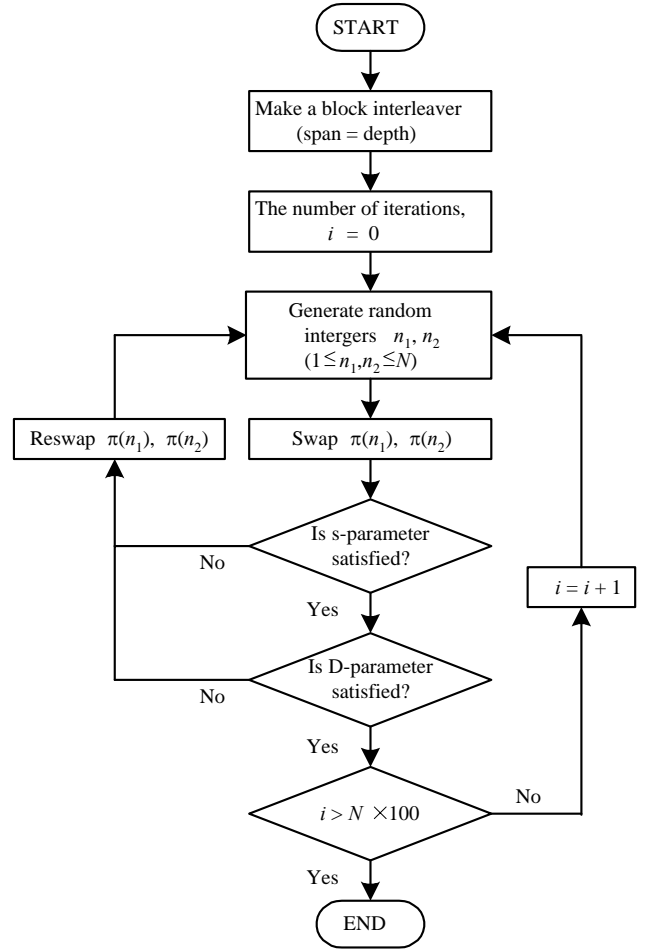 START
Make a block interleaver
(span = depth)
The number of iterations,
i = 0
Generate random
intergers n₁, n₂
(1≤n₁,n₂≤N)
Reswap π(n₁), π(n₂)
Swap π(n₁), π(n₂)
Is s-parameter
satisfied?
No
Yes
i = i + 1
Is D-parameter
satisfied?
No
Yes
i > N ×100
No
Yes
END